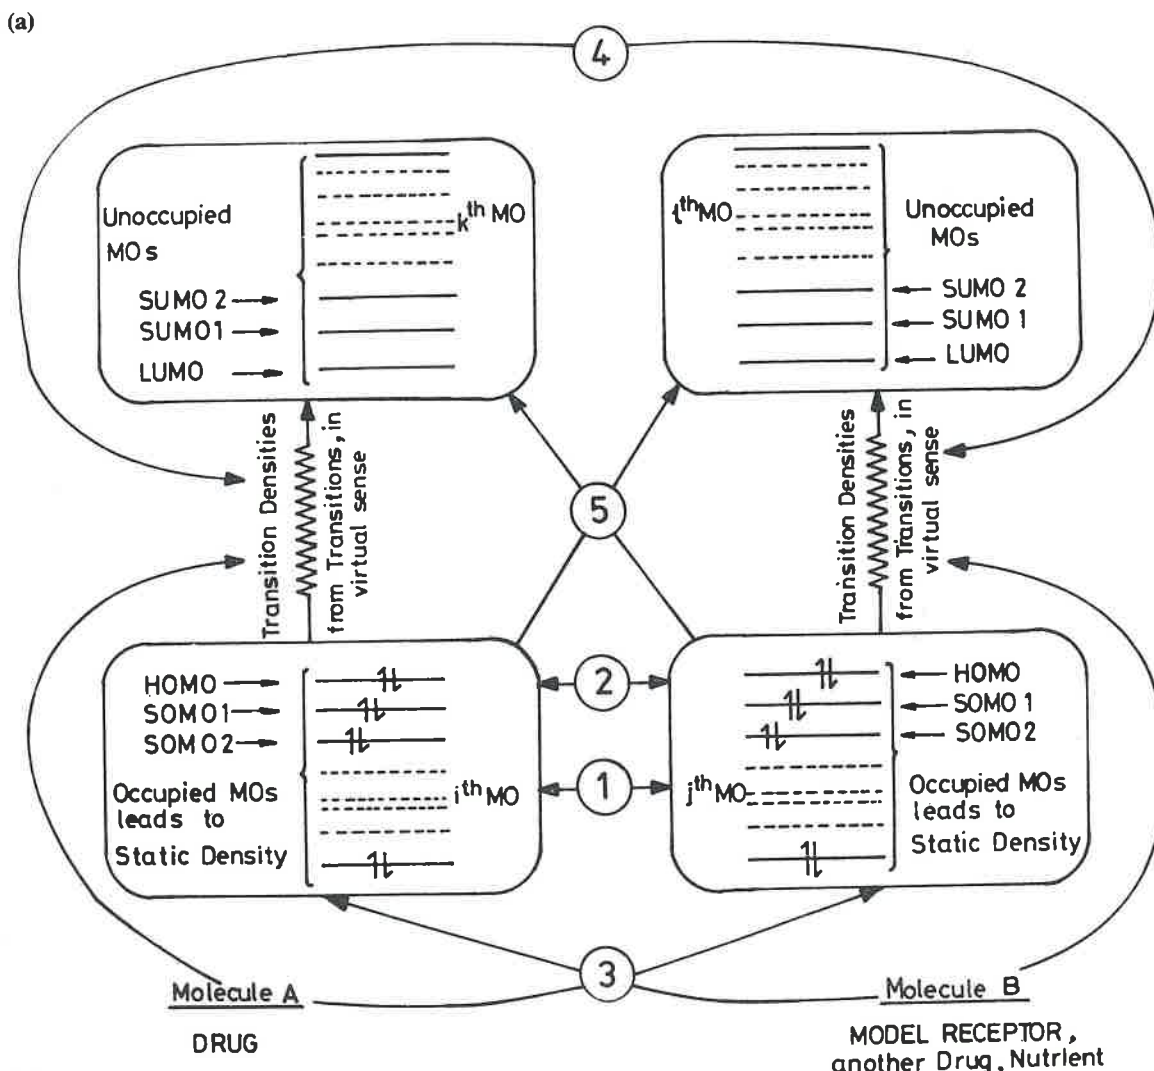 (a)
4
Unoccupied
MOs
kth MO
SUMO 2
SUMO 1
LUMO
tth MO
Unoccupied
MOs
SUMO 2
SUMO 1
LUMO
Transition Densities
from Transitions, in
virtual sense
5
Transition Densities
from Transitions, in
virtual sense
HOMO
SOMO1
SOMO2
ith MO
Occupied MOs
leads to
Static Density
2
1
HOMO
SOMO 1
SOMO2
jth MO
Occupied MOs
leads to
Static Density
3
Molecule A
DRUG
Molecule B
MODEL RECEPTOR,
another Drug, Nutrient